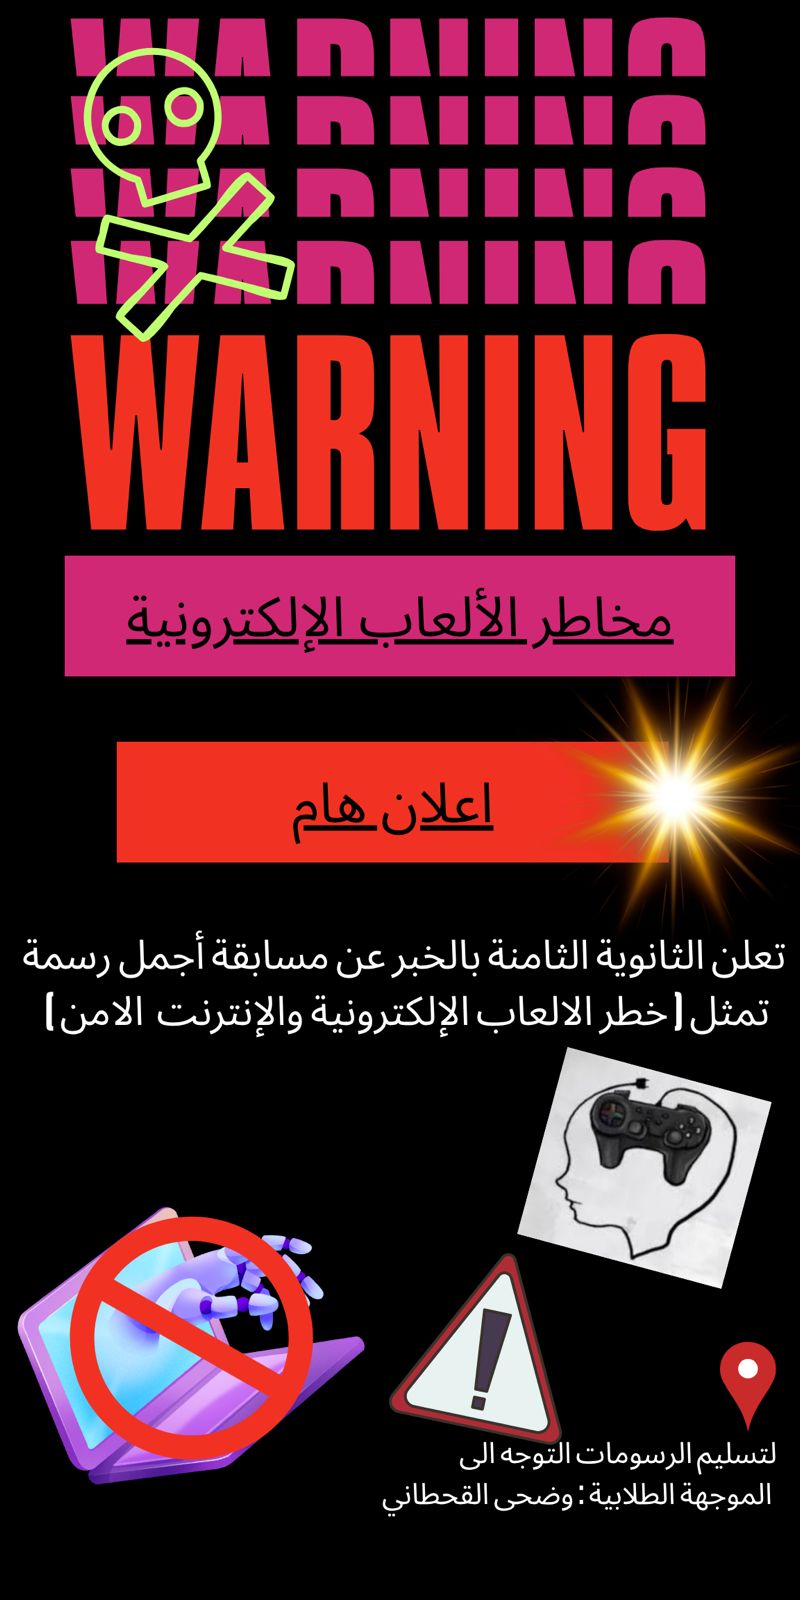 WARNING
WARNING
WARNING
WARNING
WARNING
مخاطر الألعاب الإلكترونية
اعلان هام
تعلن الثانوية الثامنة بالخبر عن مسابقة أجمل رسمة
تمثل ( خطر الالعاب الإلكترونية والإنترنت الامن )
لتسليم الرسومات التوجه الى
الموجهة الطلابية : وضحى القحطاني